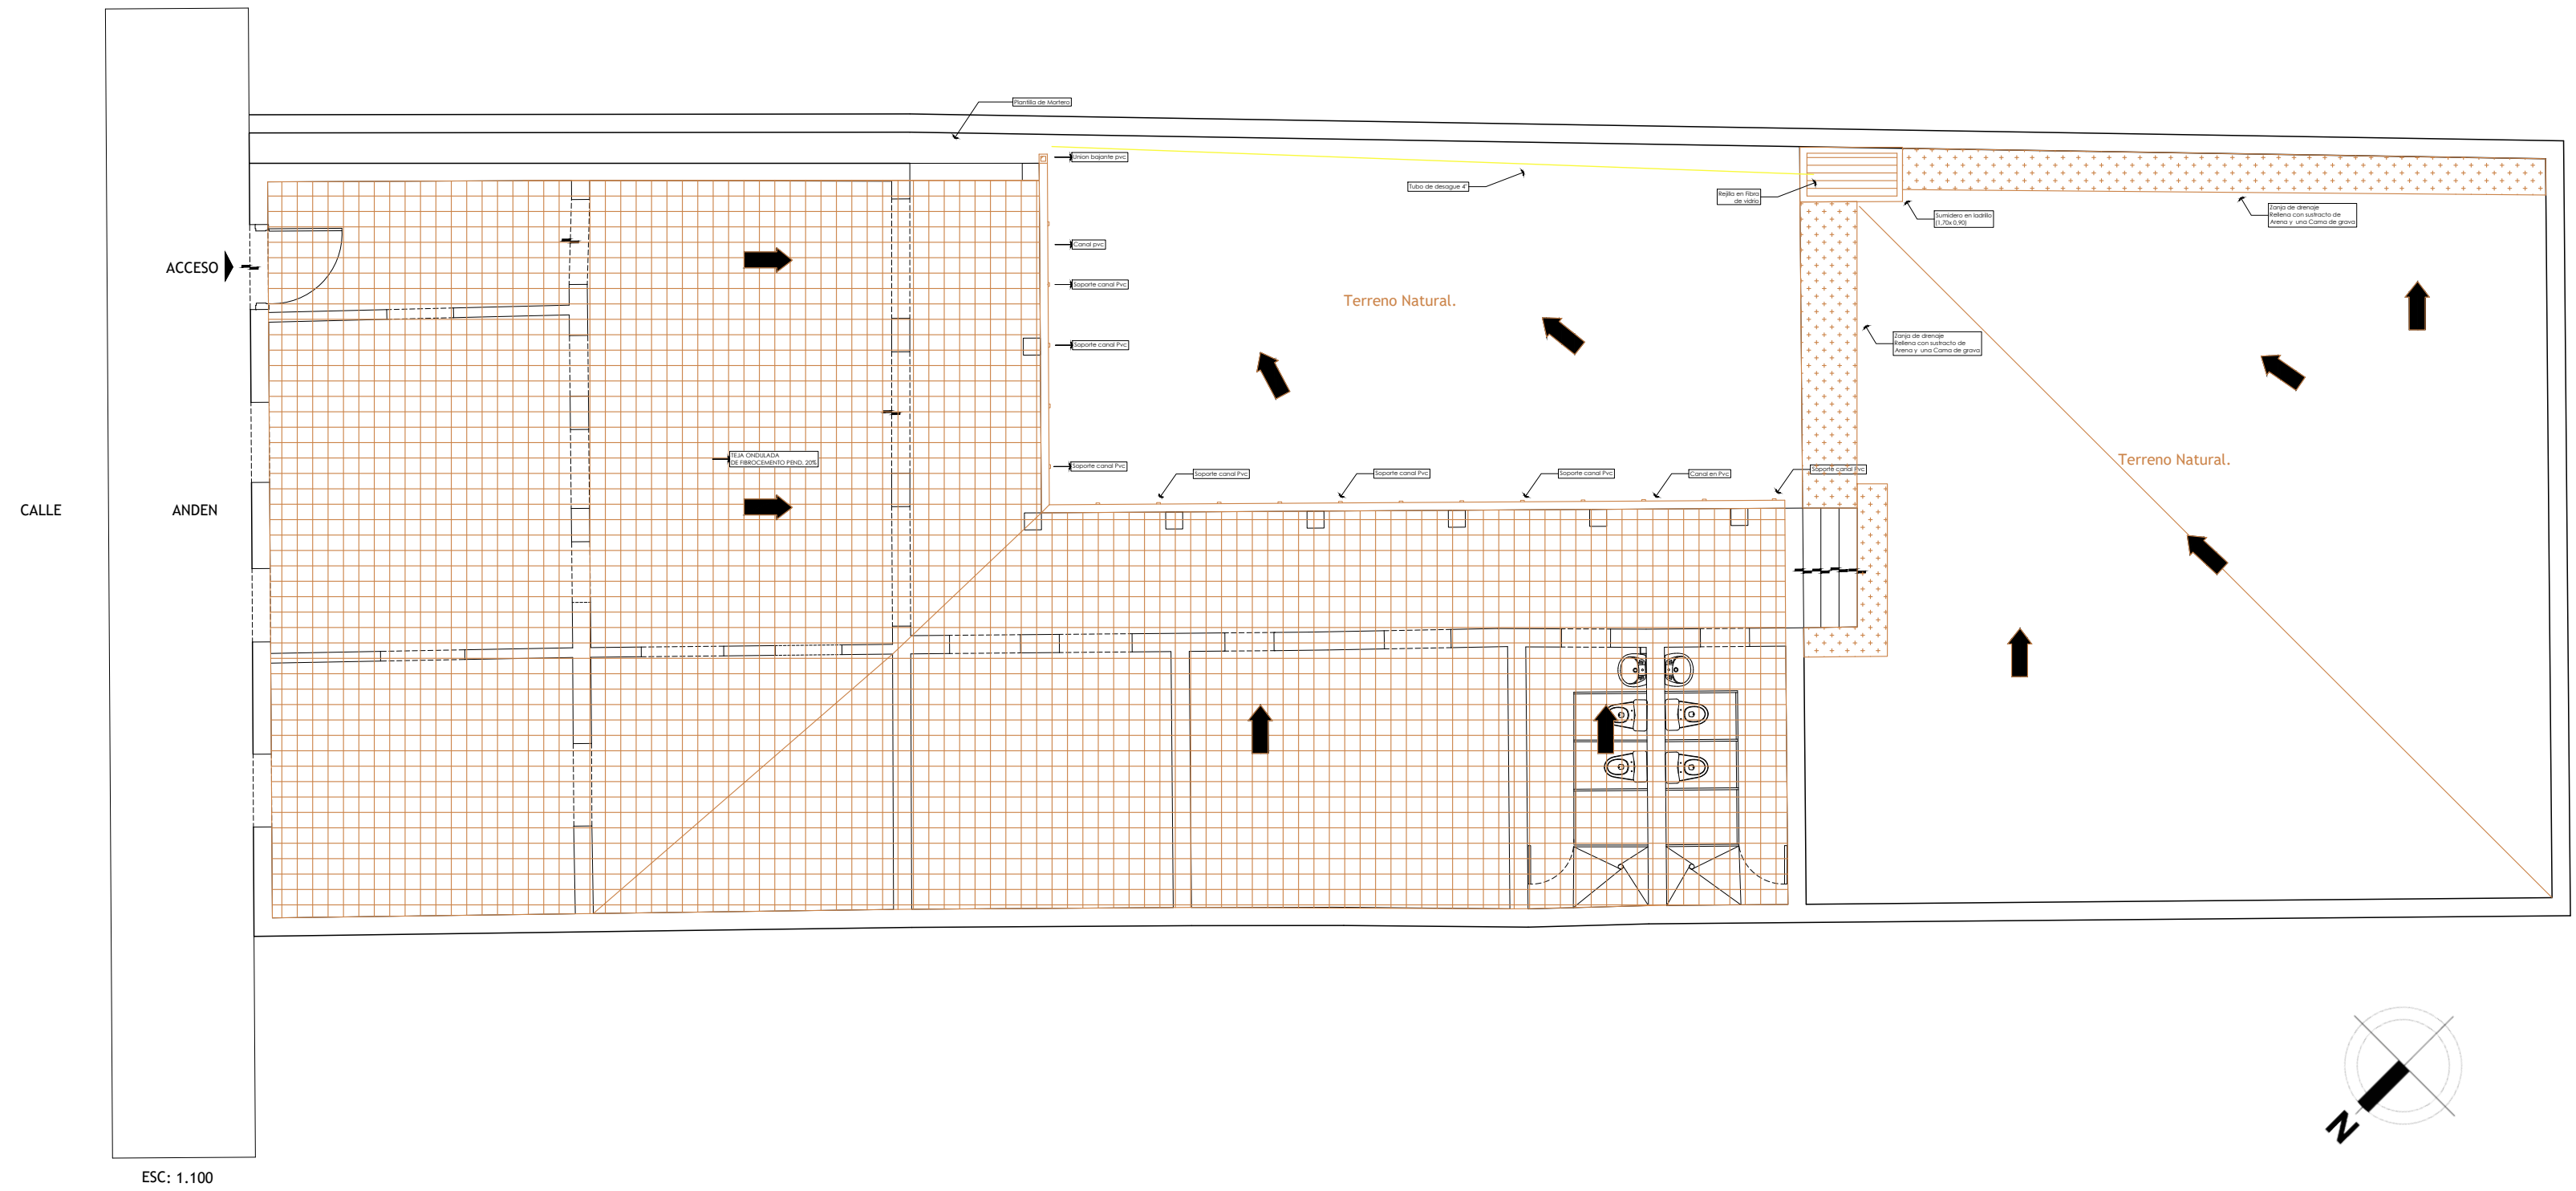 Plantilla de Mortero
Union bajante pvc
Tubo de desague 4"
Rejilla en Fibra
de vidrio
Sumidero en ladrillo
(1,70x 0,90)
Zanja de drenaje
Rellena con sustracto de
Arena y una Cama de grava
Canal pvc
ACCESO
Soporte canal Pvc
Terreno Natural.
Soporte canal Pvc
Zanja de drenaje
Rellena con sustracto de
Arena y una Cama de grava
TEJA ONDULADA
DE FIBROCEMENTO PEND. 20%
Soporte canal Pvc
Soporte canal Pvc
Soporte canal Pvc
Soporte canal Pvc
Canal en Pvc
Soporte canal Pvc
Terreno Natural.
CALLE
ANDEN
N
ESC: 1.100